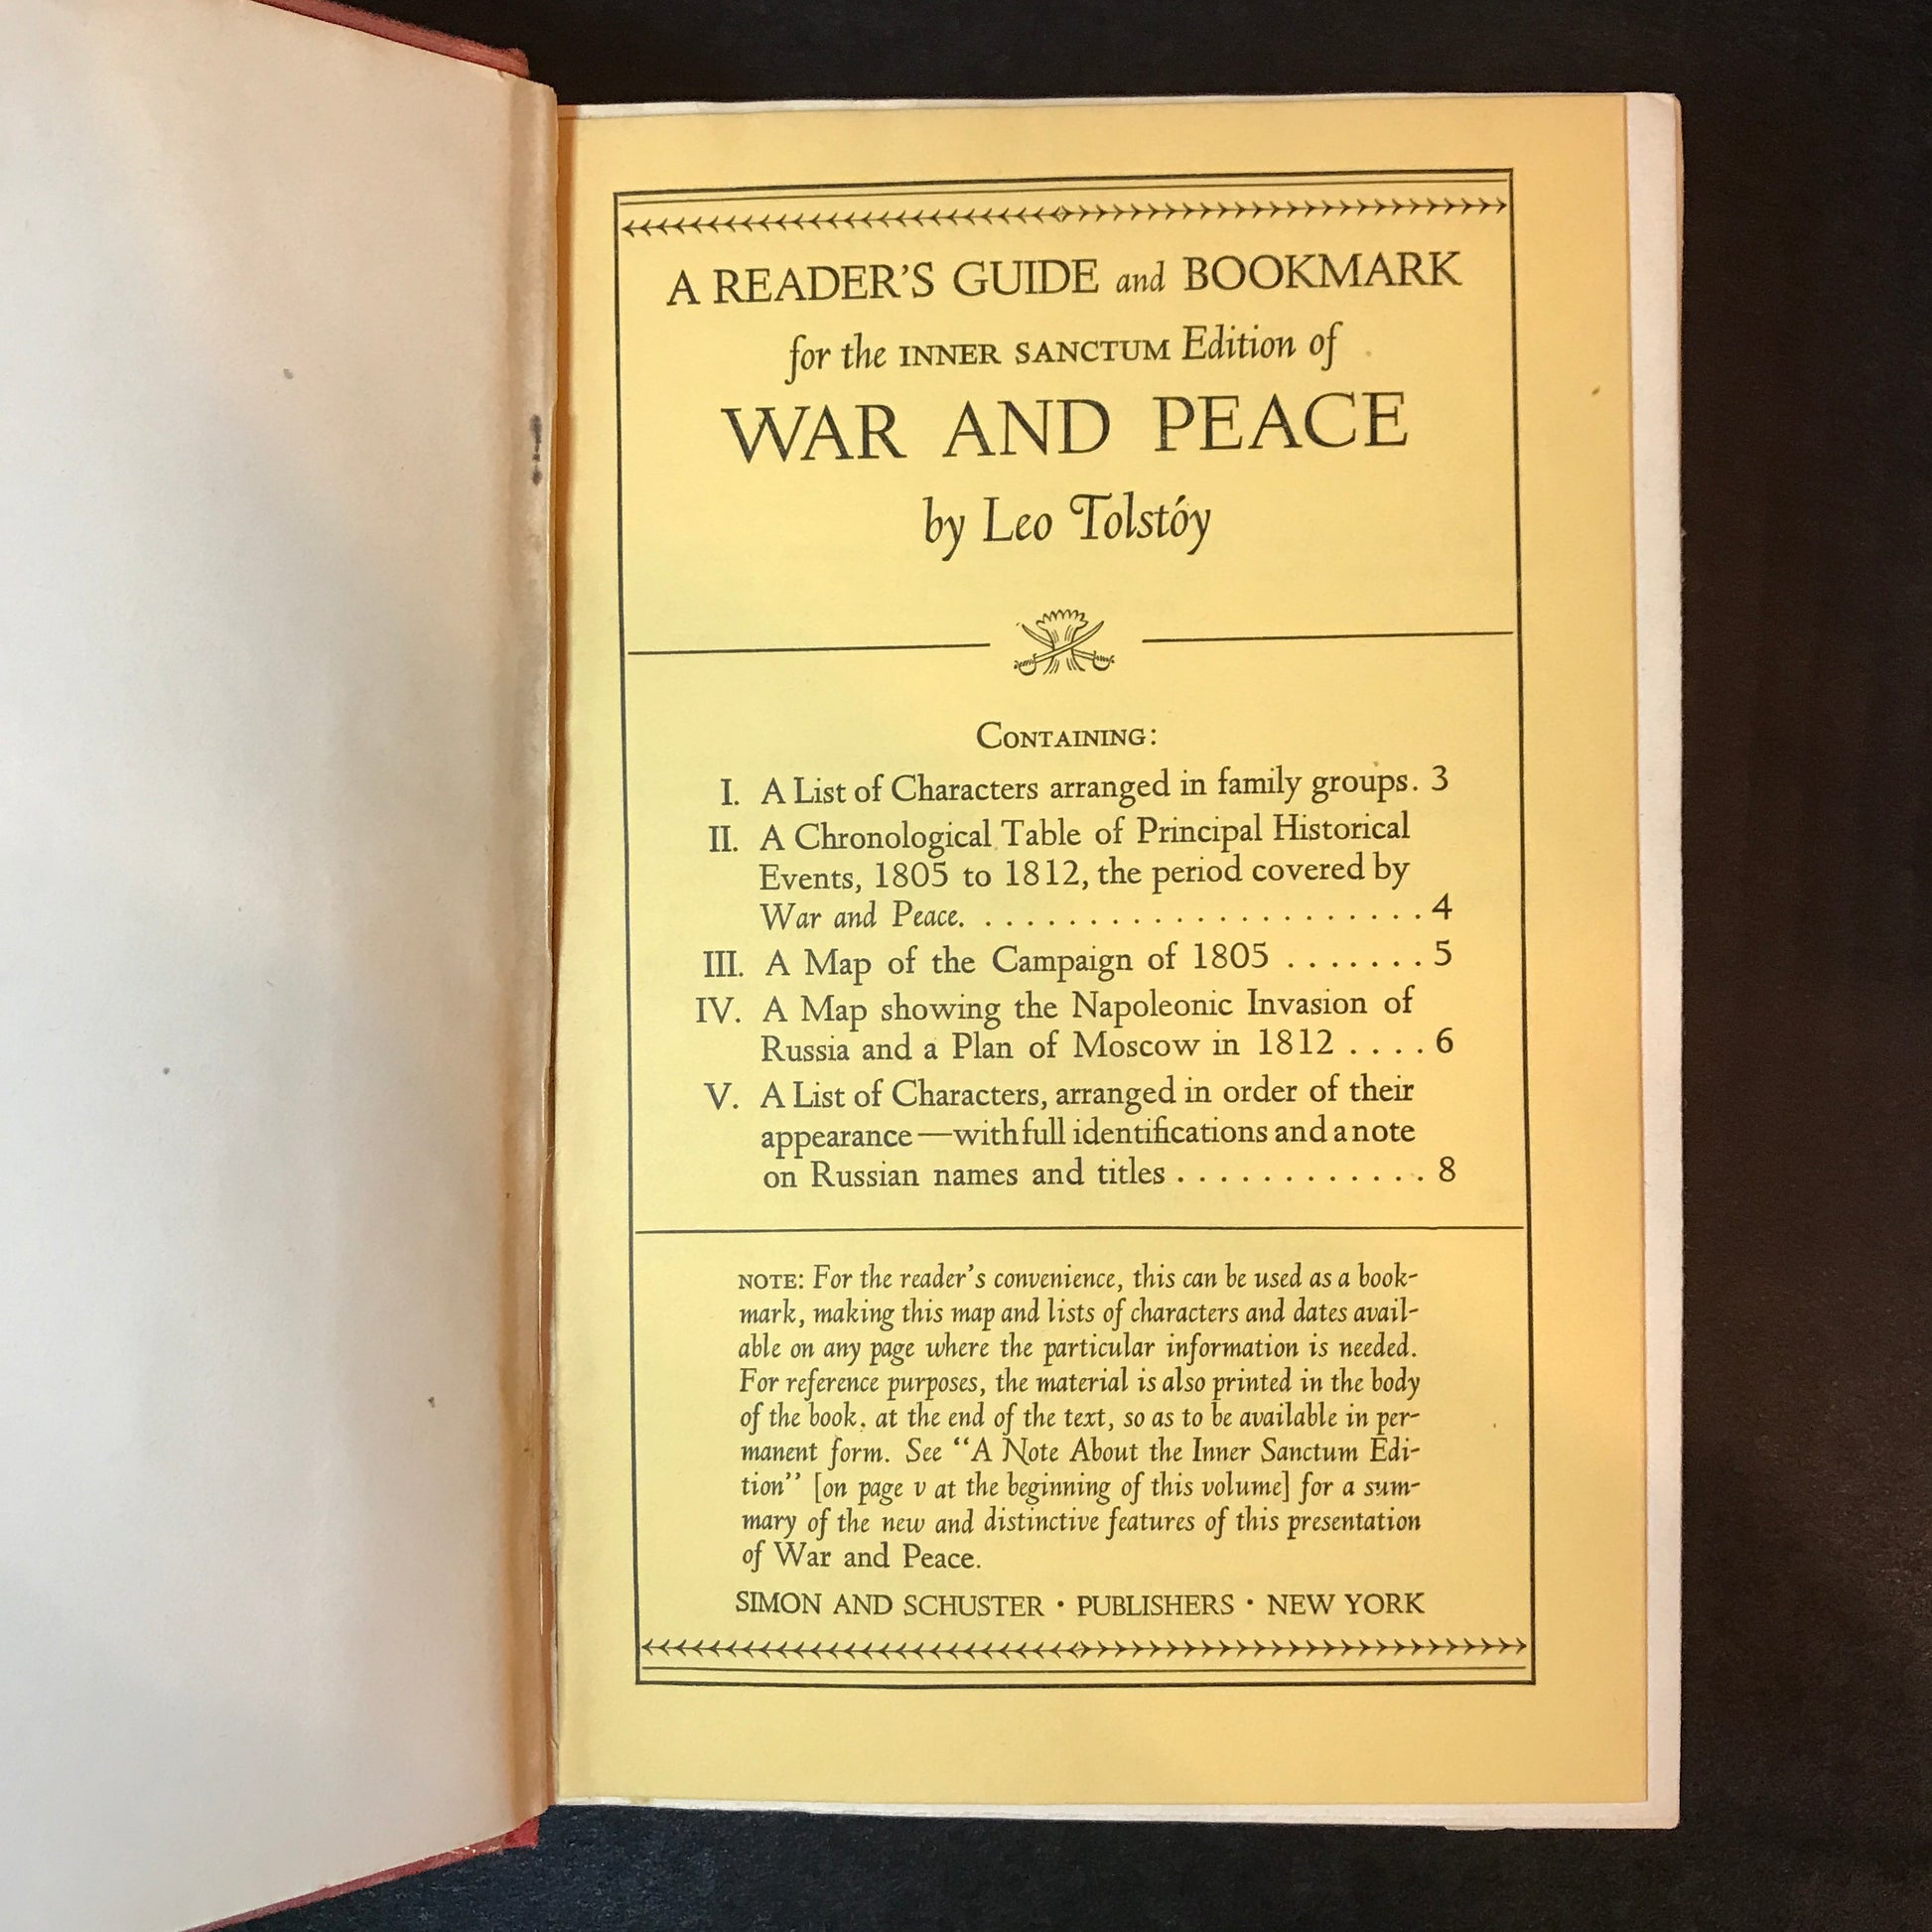 A READER'S GUIDE and BOOKMARK
for the INNER SANCTUM Edition of
WAR AND PEACE
by Leo Tolstóy
CONTAINING:
I. A List of Characters arranged in family groups. 3
II. A Chronological Table of Principal Historical
Events, 1805 to 1812, the period covered by
War and Peace. . . . . . . . . . . . . . . . . . . . . . . 4
III. A Map of the Campaign of 1805 . . . . . . . 5
IV. A Map showing the Napoleonic Invasion of
Russia and a Plan of Moscow in 1812 . . . . 6
V. A List of Characters, arranged in order of their
appearance—with full identifications and a note
on Russian names and titles . . . . . . . . . . . . 8
NOTE: For the reader's convenience, this can be used as a book-
mark, making this map and lists of characters and dates avail-
able on any page where the particular information is needed.
For reference purposes, the material is also printed in the body
of the book, at the end of the text, so as to be available in per-
manent form. See "A Note About the Inner Sanctum Edi-
tion" [on page v at the beginning of this volume] for a sum-
mary of the new and distinctive features of this presentation
of War and Peace.
SIMON AND SCHUSTER · PUBLISHERS · NEW YORK